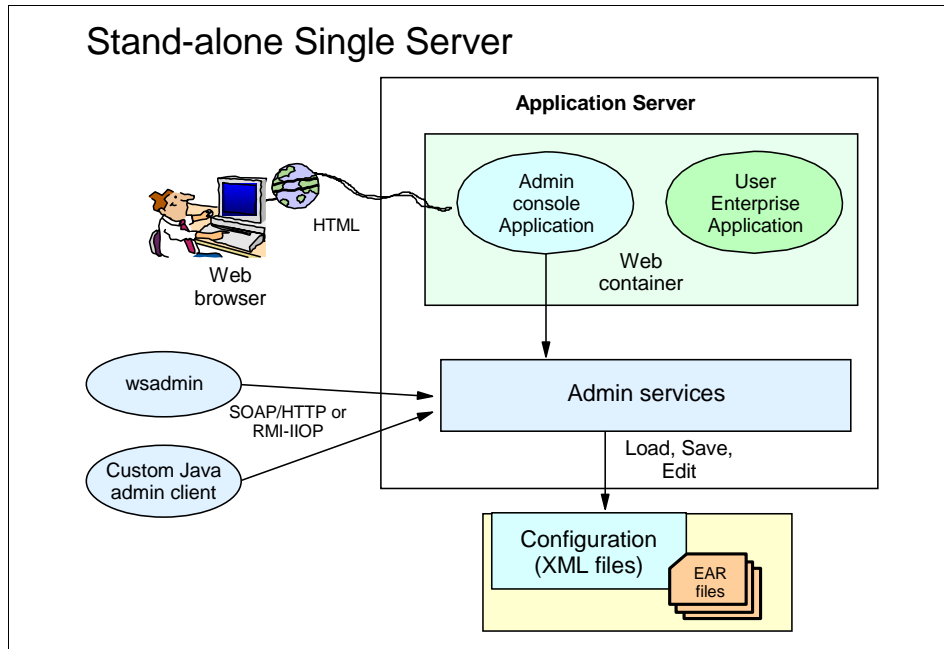 Stand-alone Single Server
Application Server
Admin
console
Application
User
Enterprise
Application
HTML
Web
container
Web
browser
wsadmin
SOAP/HTTP or
RMI-IIOP
Admin services
Custom Java
admin client
Load, Save,
Edit
Configuration
(XML files)
EAR
files